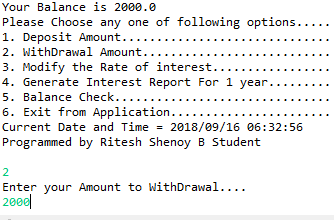 Your Balance is 2000.0
Please Choose any one of following options.....
1. Deposit Amount.............................
2. WithDrawal Amount..........................
3. Modify the Rate of interest................
4. Generate Interest Report For 1 year.........
5. Balance Check..............................
6. Exit from Application......................
Current Date and Time = 2018/09/16 06:32:56
Programmed by Ritesh Shenoy B Student
2
Enter your Amount to WithDrawal....
2000